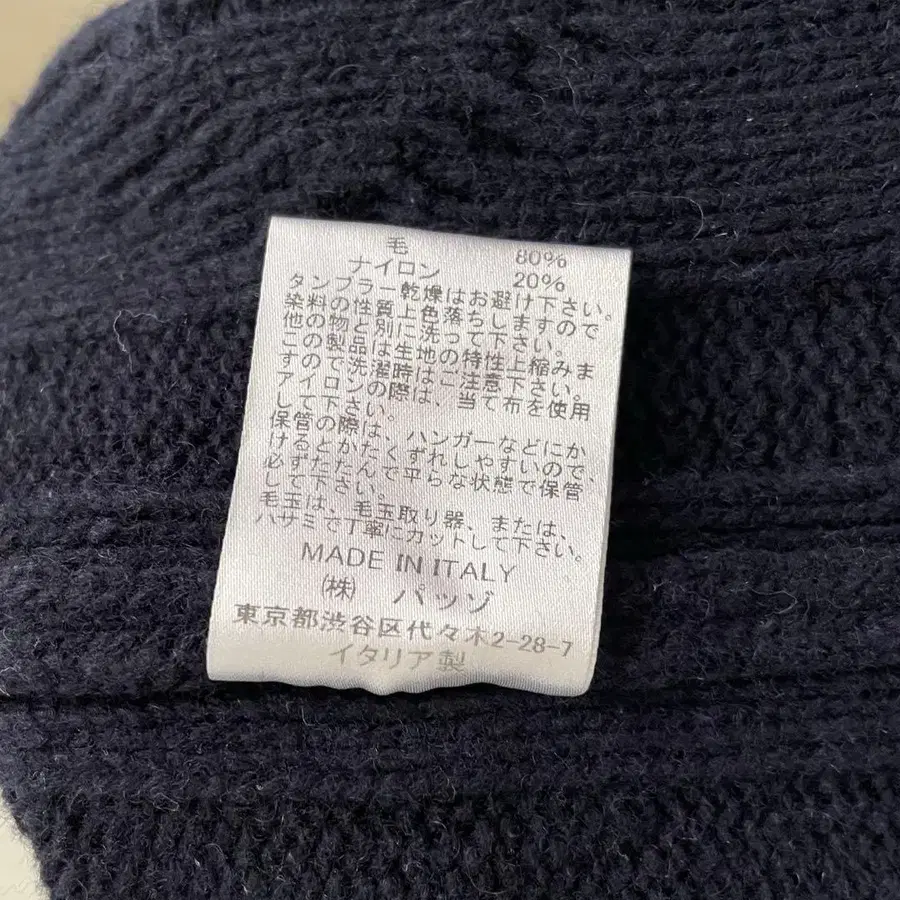 毛 80%
ナイロン 20%
タンブラー乾燥はお避け下さい。
染料の性質上色落ちしますので
他の物と別に洗って下さい。
この製品は生地の特性上縮みま
すので洗濯時はご注意下さい。
アイロンの際は、当て布を使用
して下さい。
保管の際は、ハンガーなどにか
けるとかたくずれしやすいので、
必ずたたんで平らな状態で保管
して下さい。
毛玉は、毛玉取り器、または、
ハサミで丁寧にカットして下さい。
MADE IN ITALY
(株) パッゾ
東京都渋谷区代々木2-28-7
イタリア製